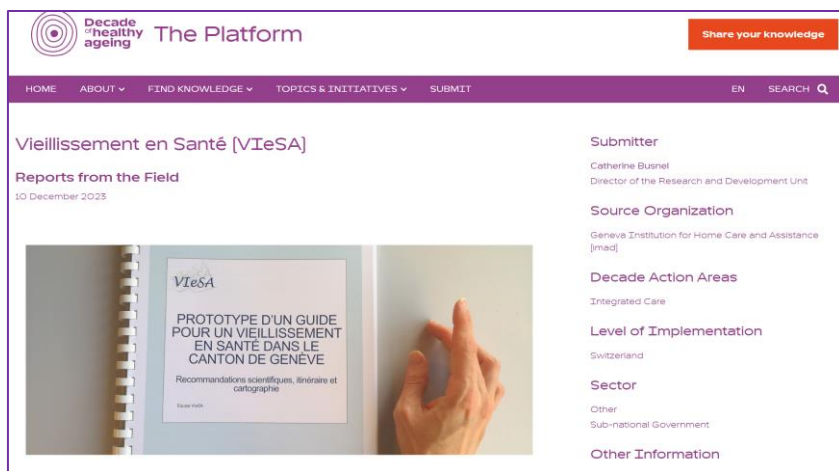 Decade
of healthy
ageing
The Platform
Share your knowledge
HOME
ABOUT
FIND KNOWLEDGE
TOPICS & INITIATIVES
SUBMIT
EN
SEARCH
Vieillissement en Santé (VIeSA)
Reports from the Field
10 December 2023
VIeSA
PROTOTYPE D'UN GUIDE
POUR UN VIEILLISSEMENT
EN SANTÉ DANS LE
CANTON DE GENÈVE
Recommandations scientifiques, itinéraire et
cartographie
Equipe VIeSA
Submitter
Catherine Busnel
Director of the Research and Development Unit
Source Organization
Geneva Institution for Home Care and Assistance
(imad)
Decade Action Areas
Integrated Care
Level of Implementation
Switzerland
Sector
Other
Sub-national Government
Other Information